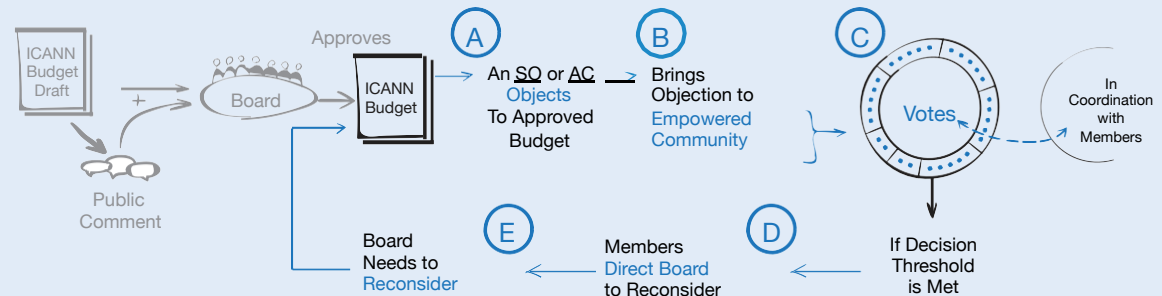 ICANN
Budget
Draft
+
Public
Comment
Board
Approves
ICANN
Budget
A
An SO or AC
Objects
To Approved
Budget
B
Brings
Objection to
Empowered
Community
C
Votes
In
Coordination
with
Members
If Decision
Threshold
is Met
D
Members
Direct Board
to Reconsider
E
Board
Needs to
Reconsider